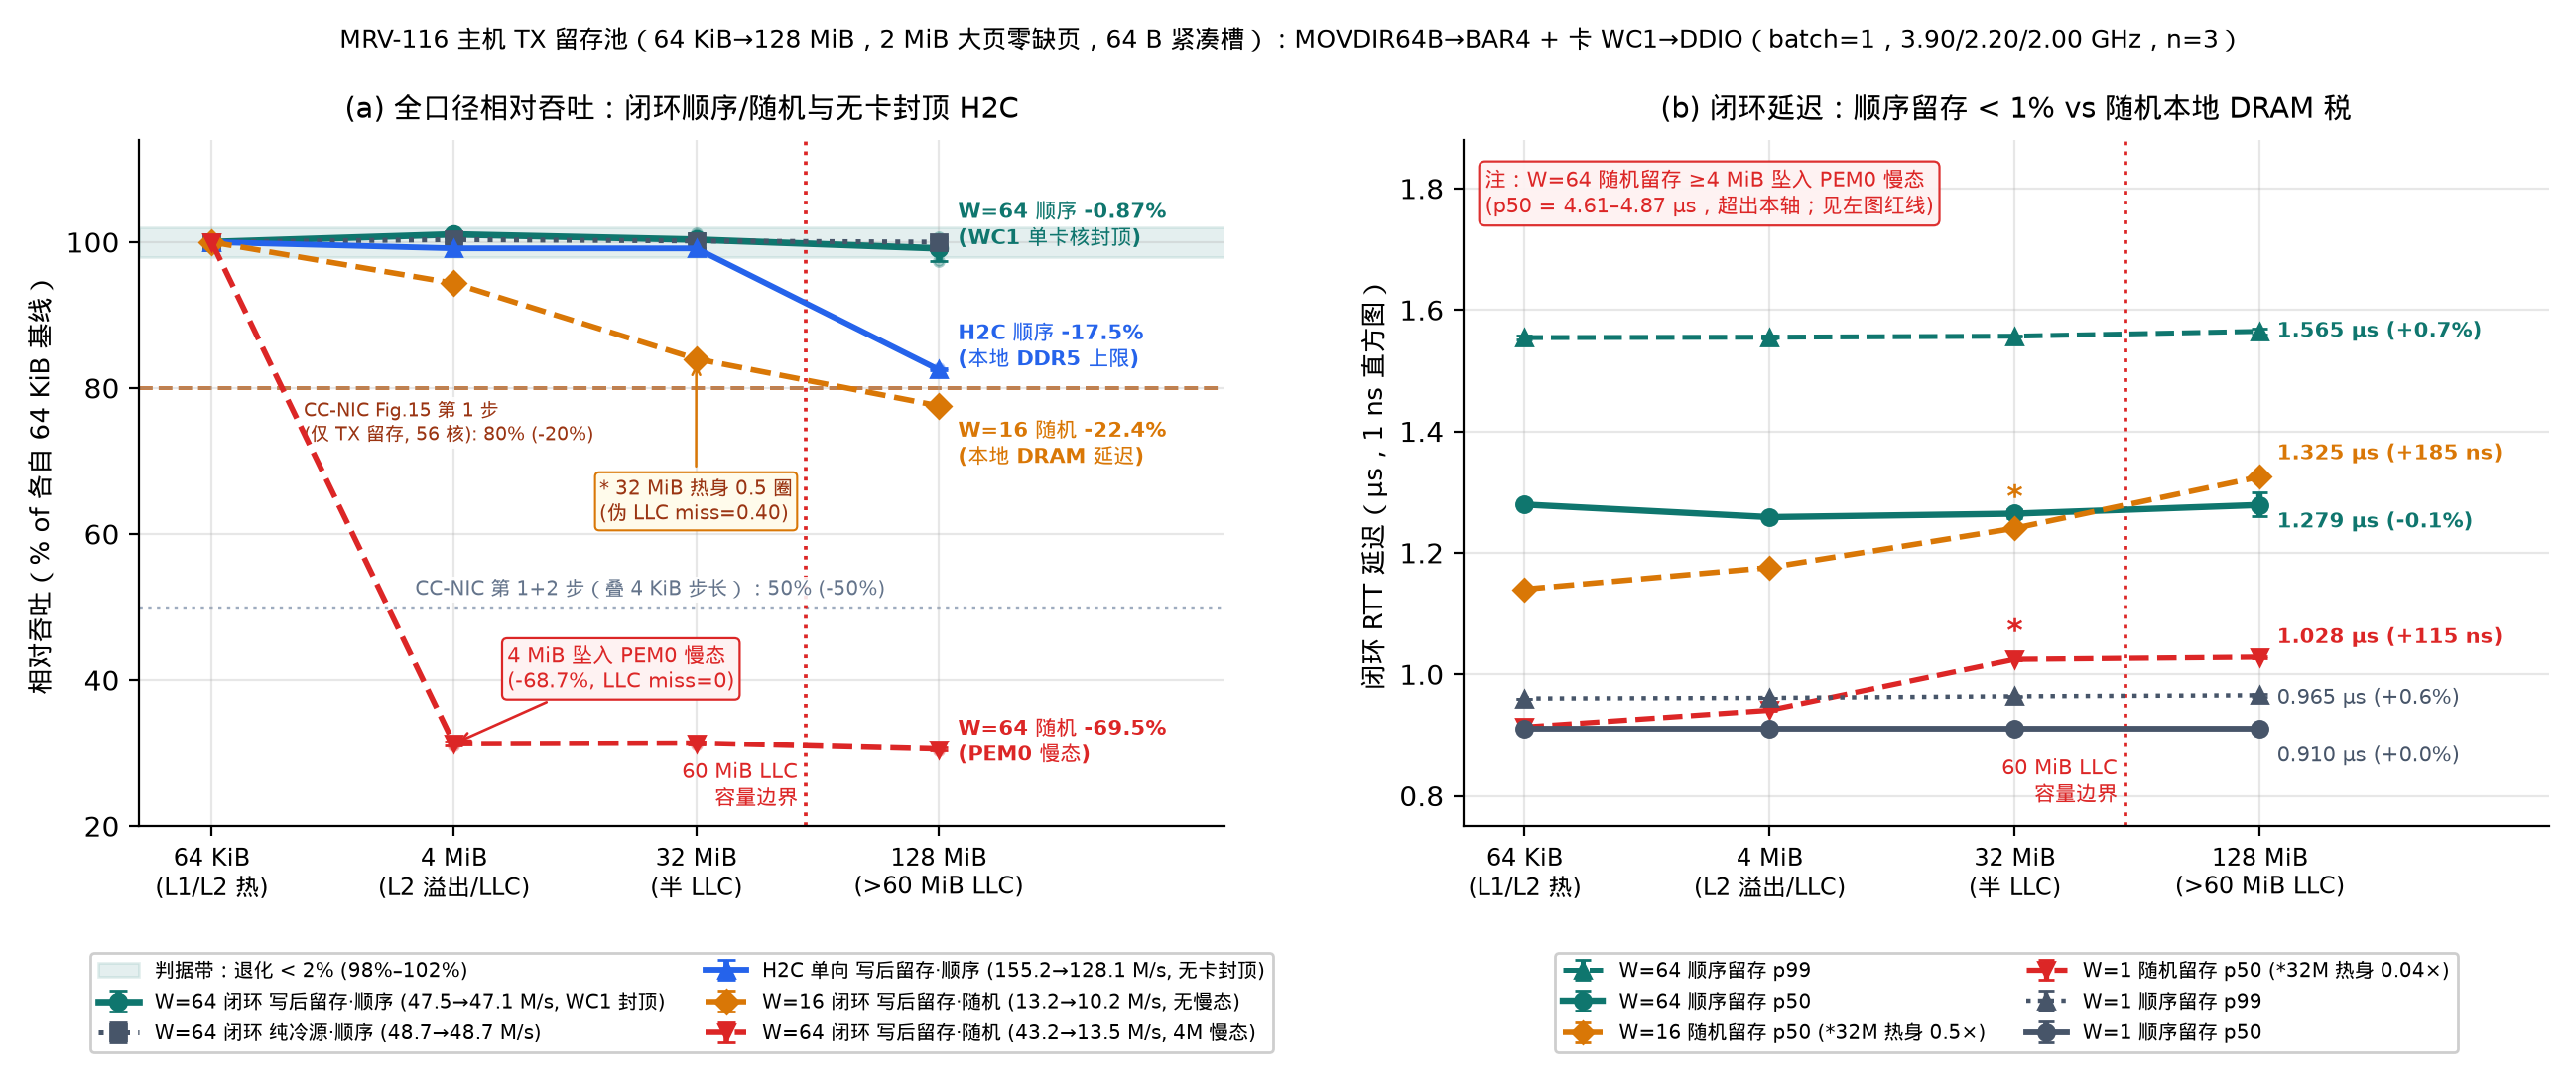 MRV-116 主机 TX 留存池（64 KiB→128 MiB，2 MiB 大页零缺页，64 B 紧凑槽）：MOVDIR64B→BAR4 + 卡 WC1→DDIO（batch=1，3.90/2.20/2.00 GHz，n=3）
(a) 全口径相对吞吐：闭环顺序/随机与无卡封顶 H2C
相对吞吐（% of 各自 64 KiB 基线）
100
80
60
40
20
W=64 顺序 -0.87%
(WC1 单卡核封顶)
H2C 顺序 -17.5%
(本地 DDR5 上限)
CC-NIC Fig.15 第 1 步
(仅 TX 留存, 56 核): 80% (-20%)
W=16 随机 -22.4%
(本地 DRAM 延迟)
* 32 MiB 热身 0.5 圈
(伪 LLC miss=0.40)
CC-NIC 第 1+2 步（叠 4 KiB 步长）: 50% (-50%)
4 MiB 坠入 PEM0 慢态
(-68.7%, LLC miss=0)
W=64 随机 -69.5%
(PEM0 慢态)
60 MiB LLC
容量边界
64 KiB
(L1/L2 热)
4 MiB
(L2 溢出/LLC)
32 MiB
(半 LLC)
128 MiB
(>60 MiB LLC)
判据带：退化 < 2% (98%–102%)
W=64 闭环 写后留存·顺序 (47.5→47.1 M/s, WC1 封顶)
W=64 闭环 纯冷源·顺序 (48.7→48.7 M/s)
H2C 单向 写后留存·顺序 (155.2→128.1 M/s, 无卡封顶)
W=16 闭环 写后留存·随机 (13.2→10.2 M/s, 无慢态)
W=64 闭环 写后留存·随机 (43.2→13.5 M/s, 4M 慢态)
(b) 闭环延迟：顺序留存 < 1% vs 随机本地 DRAM 税
闭环 RTT 延迟（µs，1 ns 直方图）
1.8
1.6
1.4
1.2
1.0
0.8
注：W=64 随机留存 ≥4 MiB 坠入 PEM0 慢态
(p50 = 4.61–4.87 µs，超出本轴；见左图红线)
1.565 µs (+0.7%)
1.325 µs (+185 ns)
*
1.279 µs (-0.1%)
*
1.028 µs (+115 ns)
0.965 µs (+0.6%)
0.910 µs (+0.0%)
60 MiB LLC
容量边界
64 KiB
(L1/L2 热)
4 MiB
(L2 溢出/LLC)
32 MiB
(半 LLC)
128 MiB
(>60 MiB LLC)
W=64 顺序留存 p99
W=64 顺序留存 p50
W=16 随机留存 p50 (*32M 热身 0.5×)
W=1 随机留存 p50 (*32M 热身 0.04×)
W=1 顺序留存 p99
W=1 顺序留存 p50